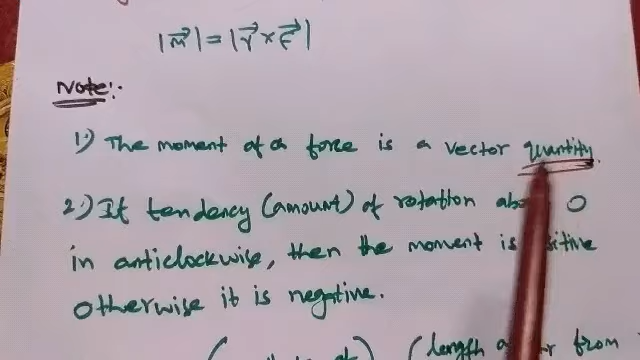 |M⃗| = |r⃗ × F⃗|
Note:-
1) The moment of a force is a vector quantity.
2) If tendency (amount) of rotation O
in anticlockwise, then the moment is
otherwise it is negative.
(length from